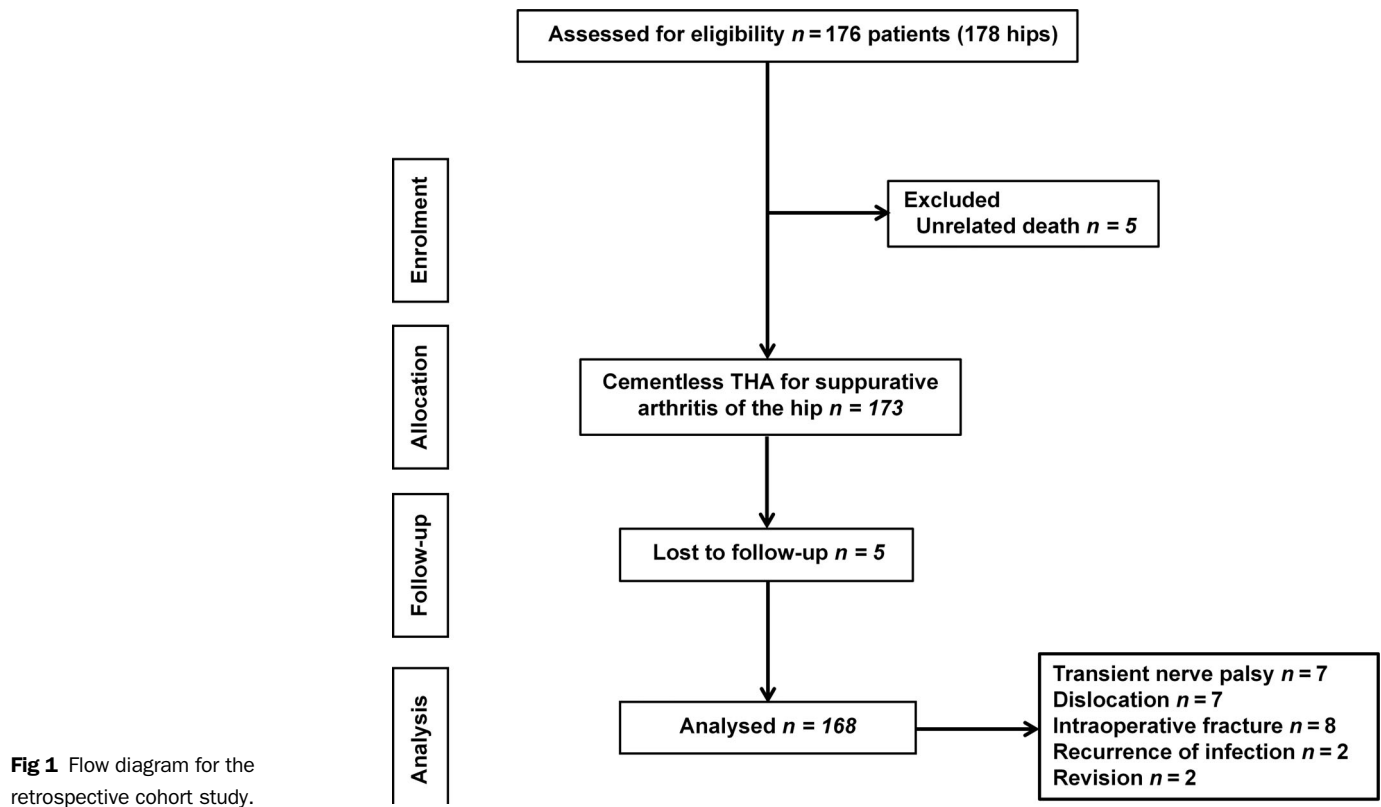 Assessed for eligibility n = 176 patients (178 hips)
Enrolment
Excluded
Unrelated death n = 5
Allocation
Cementless THA for suppurative
arthritis of the hip n = 173
Follow-up
Lost to follow-up n = 5
Analysis
Analysed n = 168
Transient nerve palsy n = 7
Dislocation n = 7
Intraoperative fracture n = 8
Recurrence of infection n = 2
Revision n = 2
Fig 1 Flow diagram for the
retrospective cohort study.